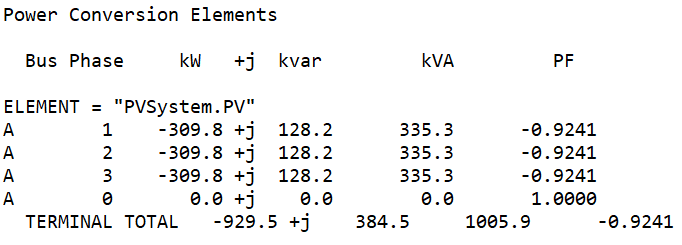 Power Conversion Elements
Bus Phase kW +j kvar kVA PF
ELEMENT = "PVSystem.PV"
A 1 -309.8 +j 128.2 335.3 -0.9241
A 2 -309.8 +j 128.2 335.3 -0.9241
A 3 -309.8 +j 128.2 335.3 -0.9241
A 0 0.0 +j 0.0 0.0 1.0000
TERMINAL TOTAL -929.5 +j 384.5 1005.9 -0.9241